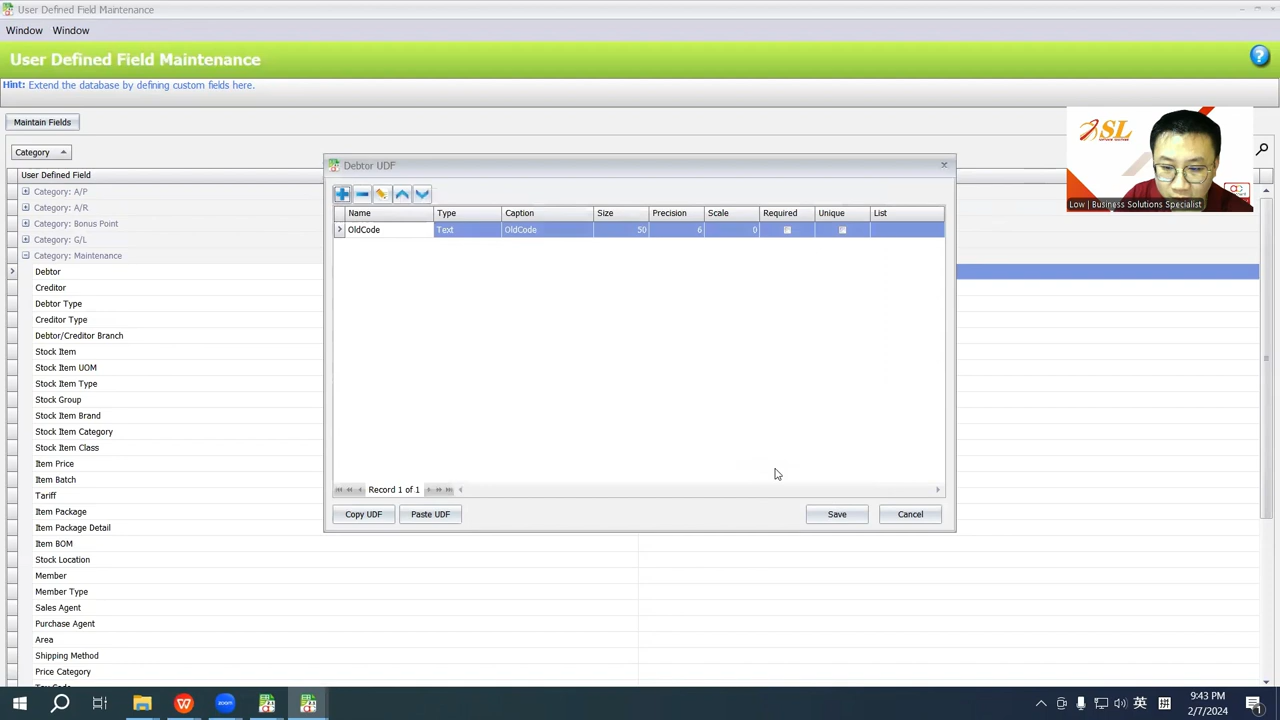 User Defined Field Maintenance
Window Window
User Defined Field Maintenance
Hint: Extend the database by defining custom fields here.
Maintain Fields
Category
User Defined Field
Category: A/P
Category: A/R
Category: Bonus Point
Category: G/L
Category: Maintenance
Debtor
Creditor
Debtor Type
Creditor Type
Debtor/Creditor Branch
Stock Item
Stock Item UOM
Stock Item Type
Stock Group
Stock Item Brand
Stock Item Category
Stock Item Class
Item Price
Item Batch
Tariff
Item Package
Item Package Detail
Item BOM
Stock Location
Member
Member Type
Sales Agent
Purchase Agent
Area
Shipping Method
Price Category
Debtor UDF
Name Type Caption Size Precision Scale Required Unique List
OldCode Text OldCode 50 6 0
Record 1 of 1
Copy UDF Paste UDF Save Cancel
SL
Low | Business Solutions Specialist
英 拼
9:43 PM
2/7/2024
1